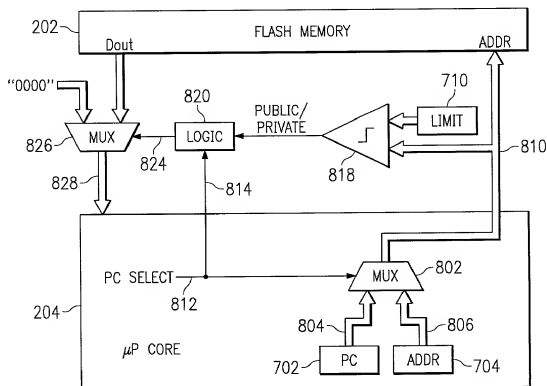 202
FLASH MEMORY
Dout
ADDR
"0000"
820
PUBLIC/
PRIVATE
710
LIMIT
MUX
826
824
LOGIC
818
810
828
814
PC SELECT
812
MUX
802
204
804
806
µP CORE
702
PC
ADDR
704